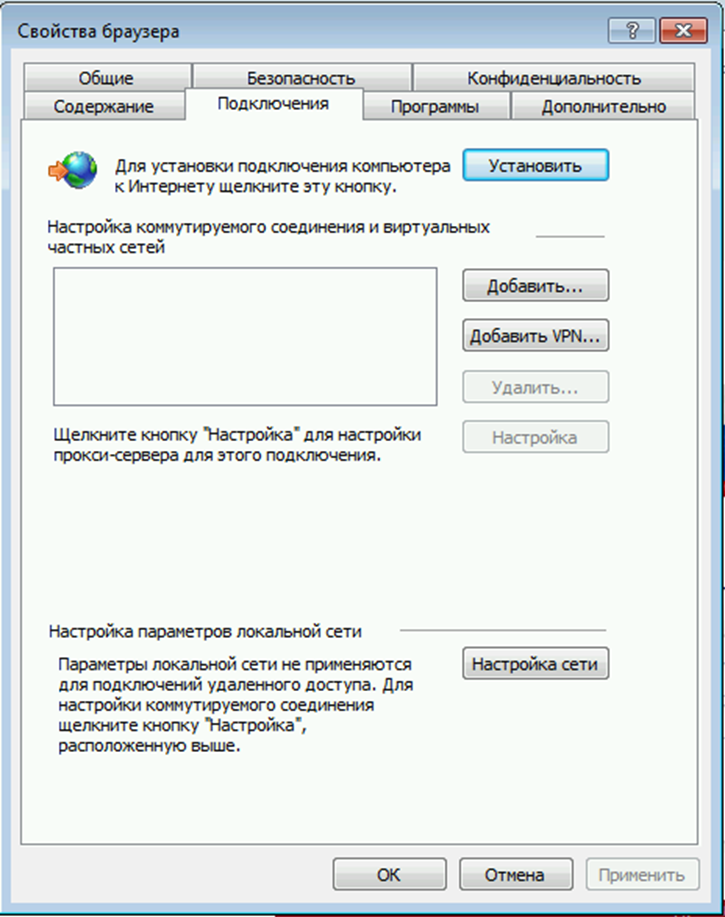 Свойства браузера
Общие
Безопасность
Конфиденциальность
Содержание
Подключения
Программы
Дополнительно
Для установки подключения компьютера
к Интернету щелкните эту кнопку.
Установить
Настройка коммутируемого соединения и виртуальных
частных сетей
Добавить...
Добавить VPN...
Удалить...
Щелкните кнопку "Настройка" для настройки
прокси-сервера для этого подключения.
Настройка
Настройка параметров локальной сети
Параметры локальной сети не применяются
для подключений удаленного доступа. Для
настройки коммутируемого соединения
щелкните кнопку "Настройка",
расположенную выше.
Настройка сети
ОК
Отмена
Применить